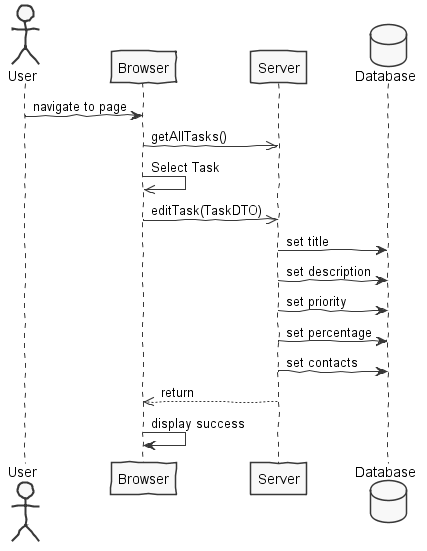 User
Browser
Server
Database
navigate to page
getAllTasks()
Select Task
editTask(TaskDTO)
set title
set description
set priority
set percentage
set contacts
return
display success
User
Browser
Server
Database